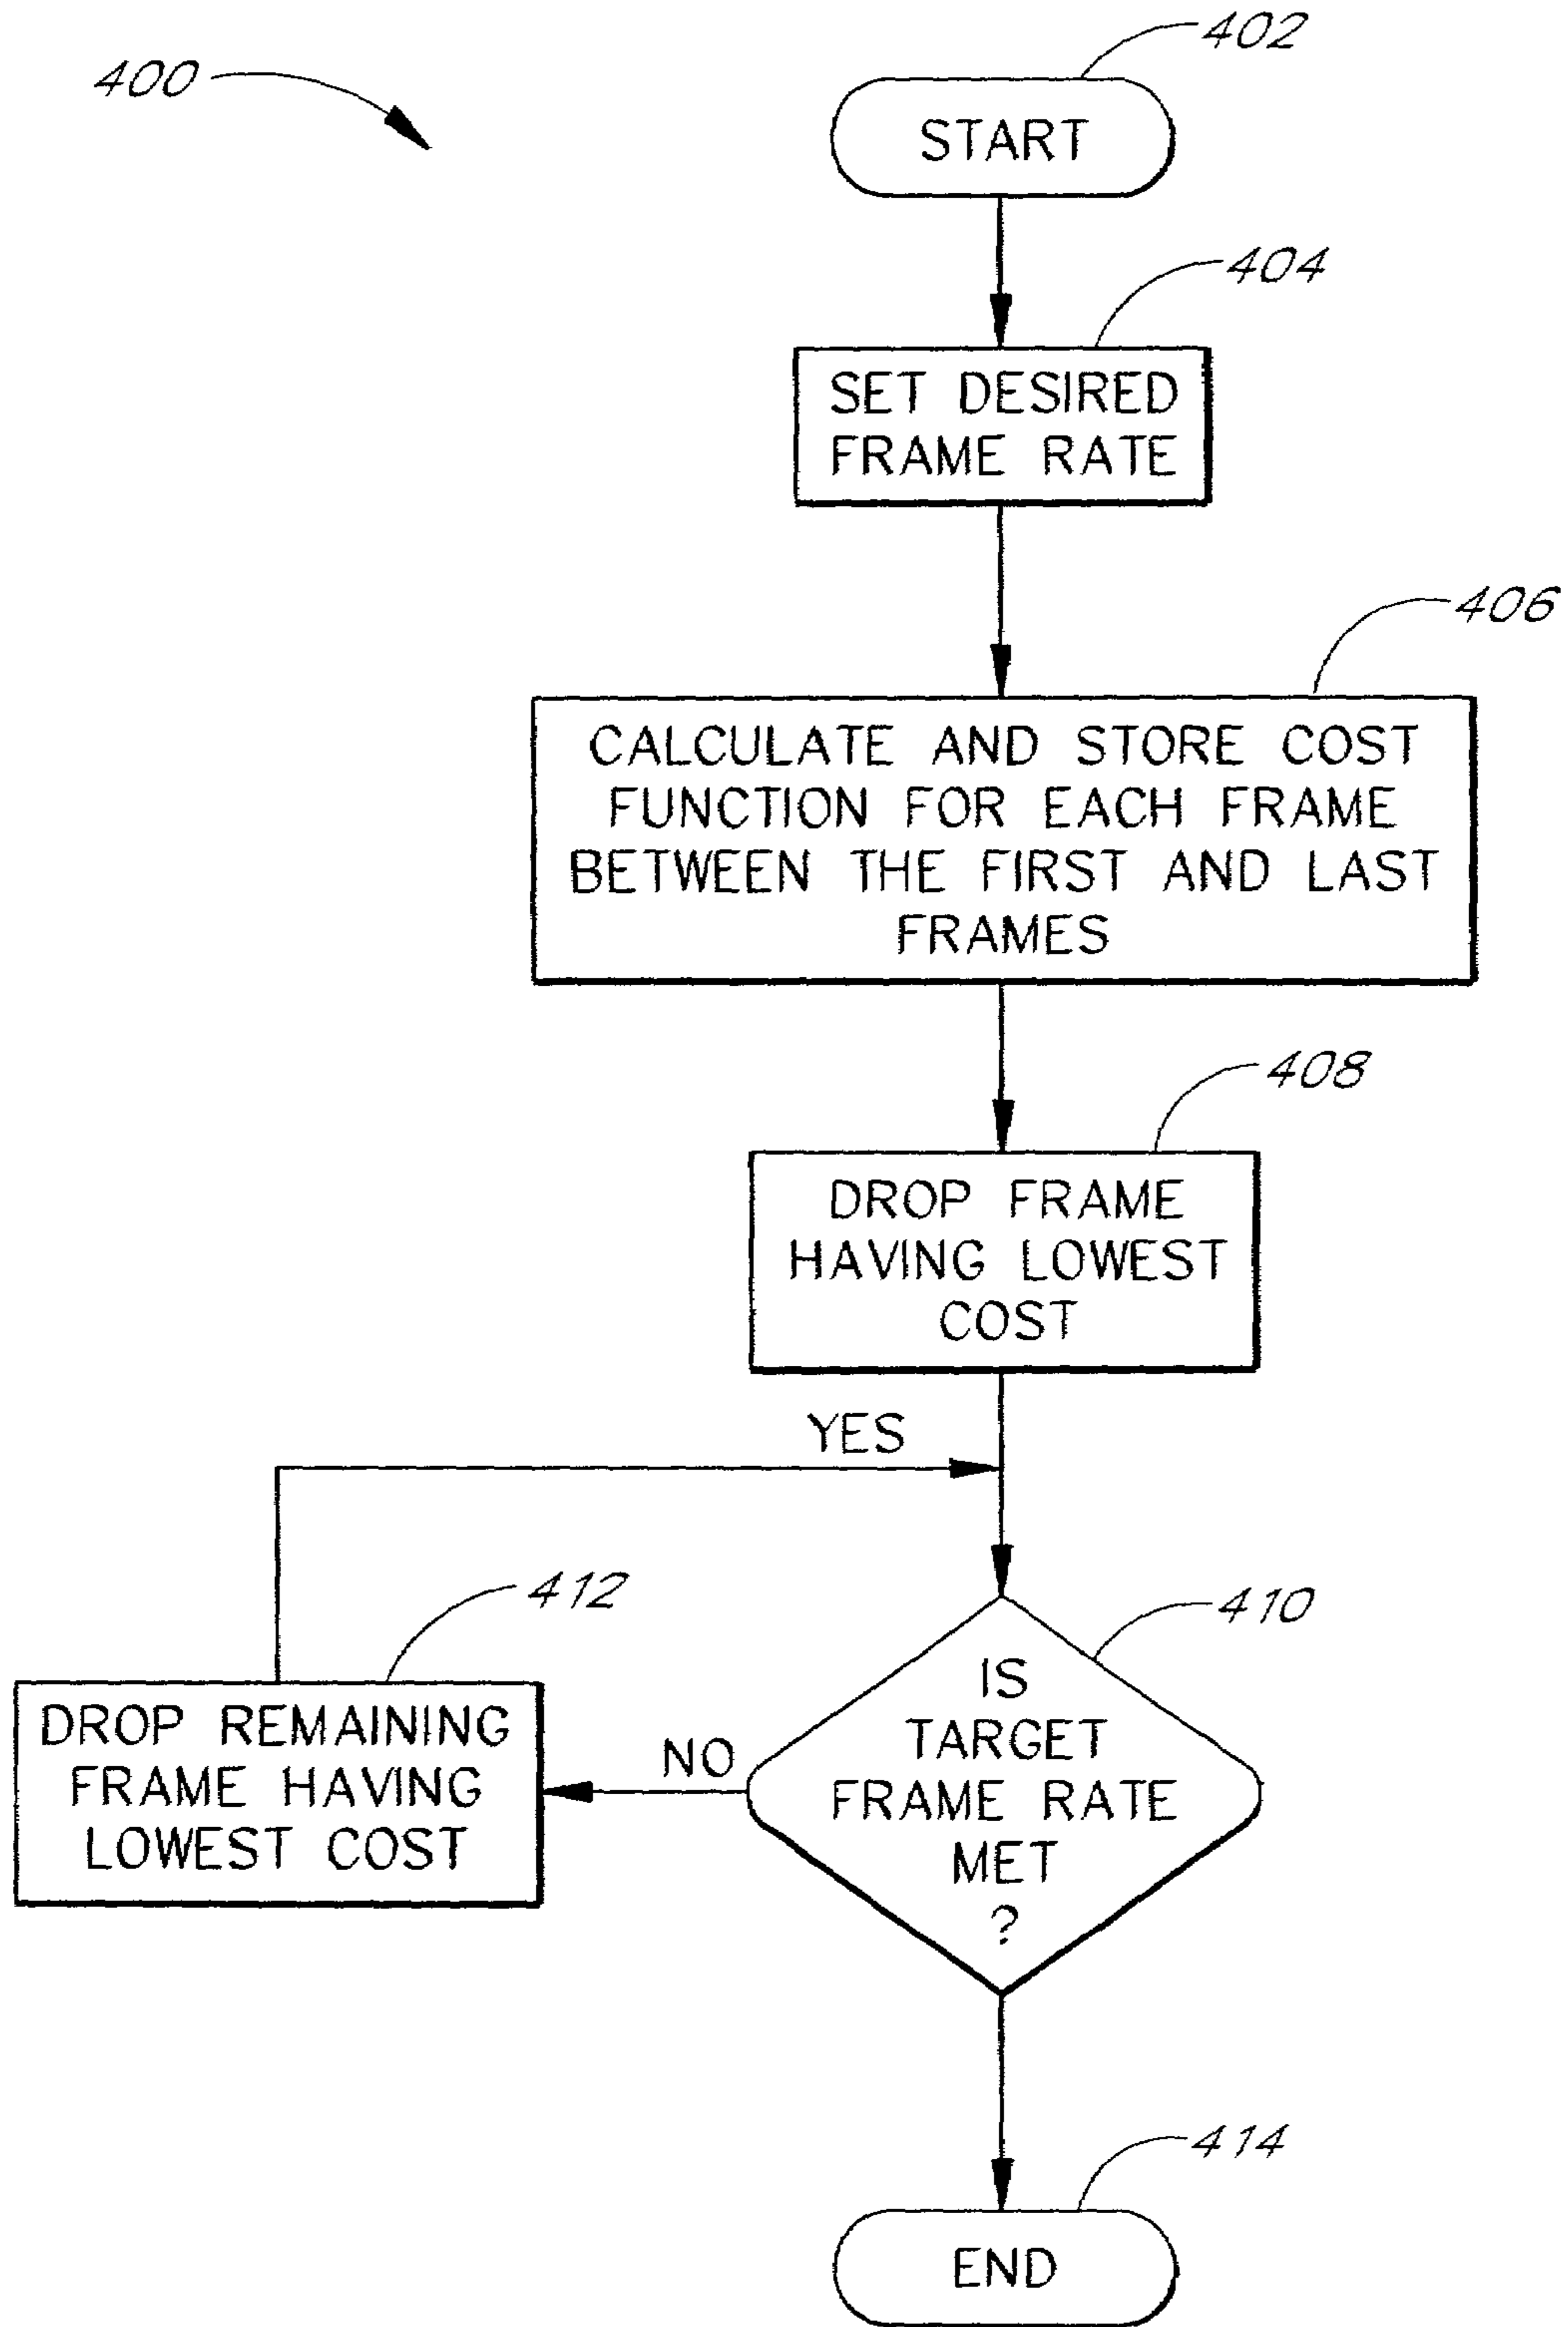 400
402
START
404
SET DESIRED
FRAME RATE
406
CALCULATE AND STORE COST
FUNCTION FOR EACH FRAME
BETWEEN THE FIRST AND LAST
FRAMES
408
DROP FRAME
HAVING LOWEST
COST
YES
412
DROP REMAINING
FRAME HAVING
LOWEST COST
NO
410
IS
TARGET
FRAME RATE
MET
?
414
END